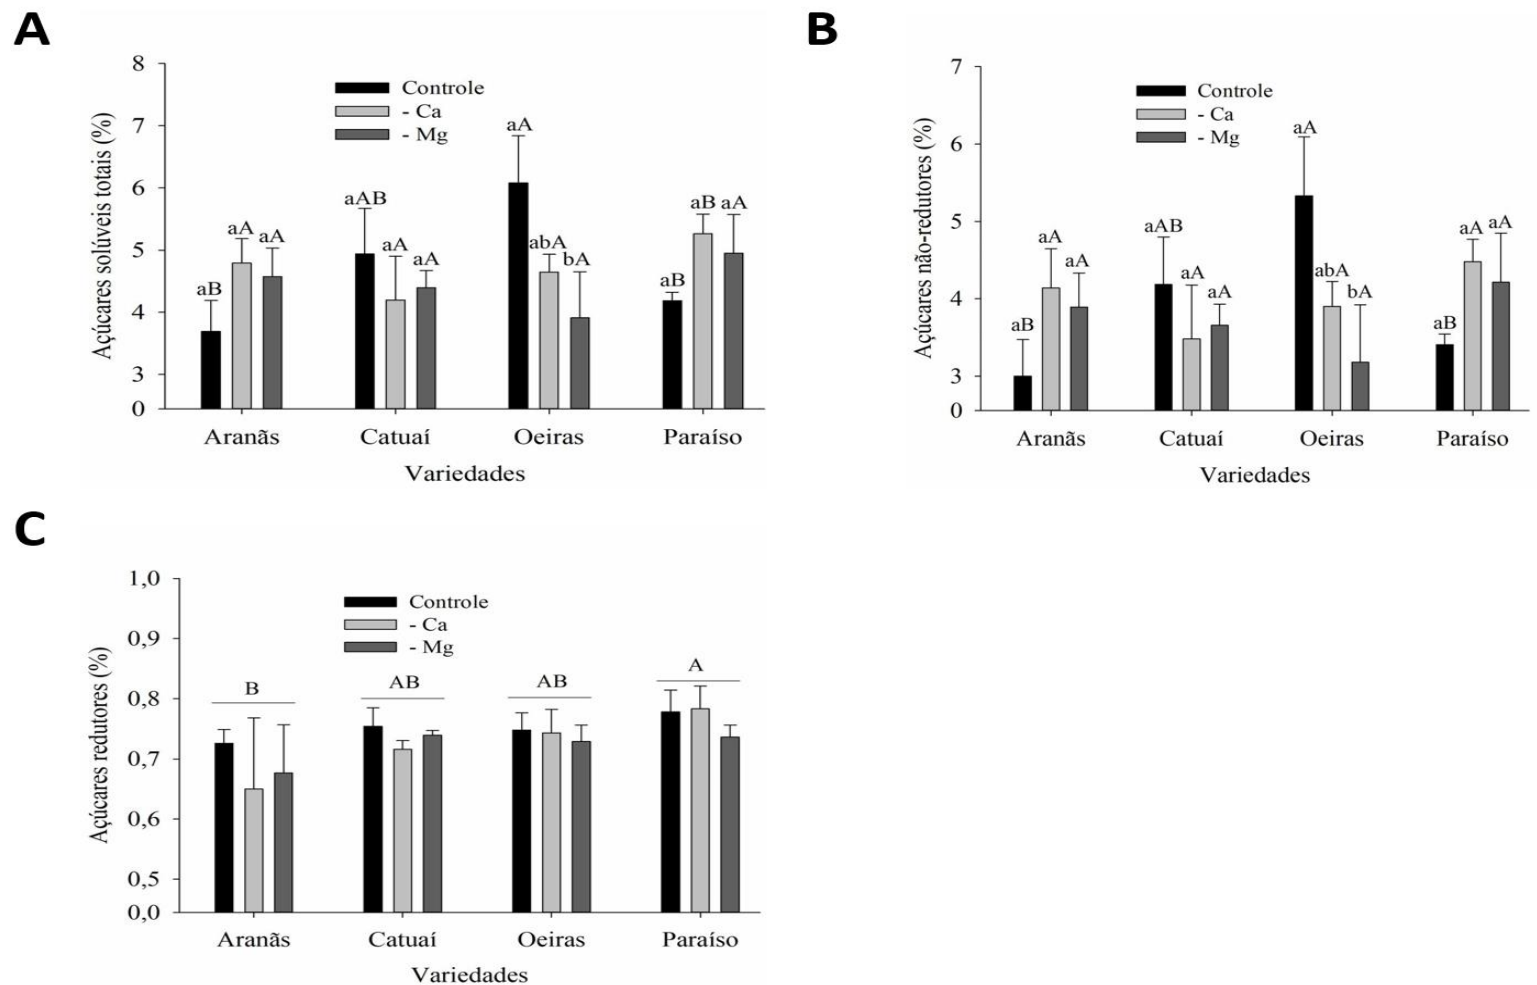 A
Açúcares solúveis totais (%)
8
7
6
5
4
3
0
Controle
- Ca
- Mg
aB
aA
aA
aAB
aA
aA
aA
abA
bA
aB
aB
aA
Aranãs
Catuaí
Oeiras
Paraíso
Variedades
B
Açúcares não-redutores (%)
7
6
5
4
3
0
Controle
- Ca
- Mg
aB
aA
aA
aAB
aA
aA
aA
abA
bA
aB
aA
aA
Aranãs
Catuaí
Oeiras
Paraíso
Variedades
C
Açúcares redutores (%)
1,0
0,9
0,8
0,7
0,6
0,5
0,0
Controle
- Ca
- Mg
B
AB
AB
A
Aranãs
Catuaí
Oeiras
Paraíso
Variedades